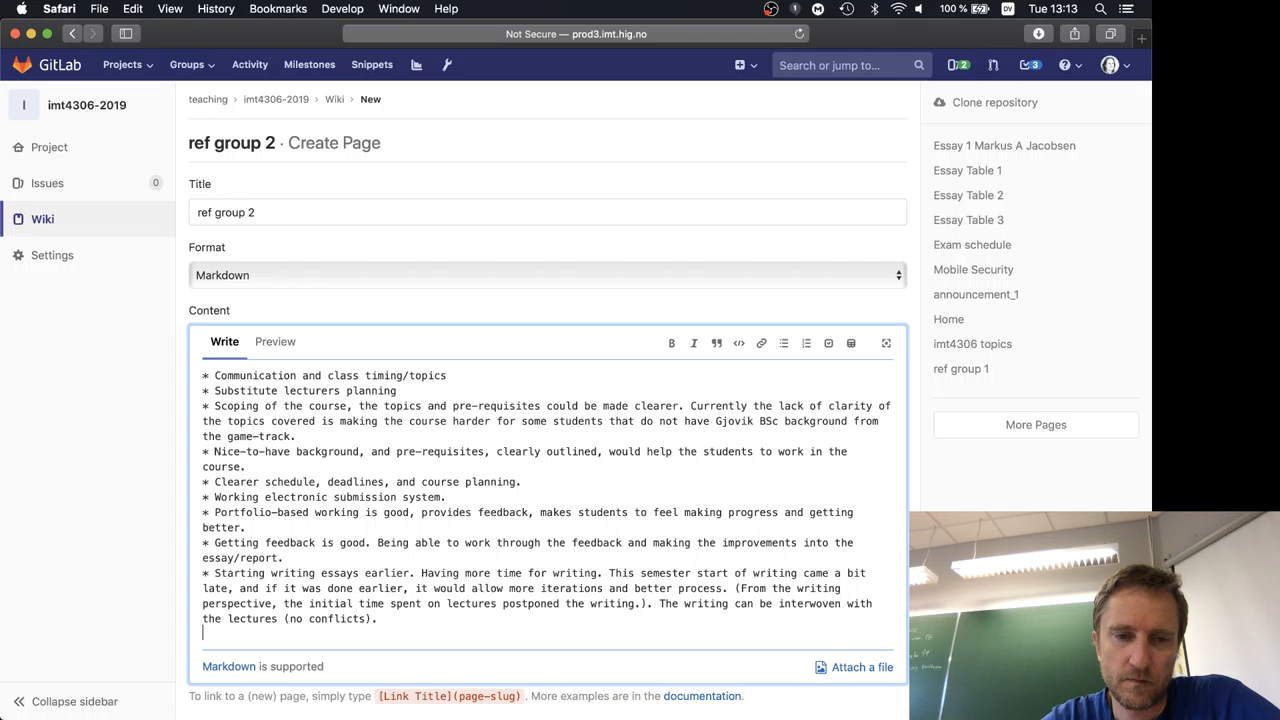 Safari File Edit View History Bookmarks Develop Window Help 1 100 % DV Tue 13:13
Not Secure — prod3.imt.hig.no
GitLab Projects Groups Activity Milestones Snippets Search or jump to... 2 3
I imt4306-2019
Project
Issues 0
Wiki
Settings
Collapse sidebar
teaching › imt4306-2019 › Wiki › New
ref group 2 · Create Page
Title
ref group 2
Format
Markdown
Content
Write Preview
* Communication and class timing/topics
* Substitute lecturers planning
* Scoping of the course, the topics and pre-requisites could be made clearer. Currently the lack of clarity of
the topics covered is making the course harder for some students that do not have Gjovik BSc background from
the game-track.
* Nice-to-have background, and pre-requisites, clearly outlined, would help the students to work in the
course.
* Clearer schedule, deadlines, and course planning.
* Working electronic submission system.
* Portfolio-based working is good, provides feedback, makes students to feel making progress and getting
better.
* Getting feedback is good. Being able to work through the feedback and making the improvements into the
essay/report.
* Starting writing essays earlier. Having more time for writing. This semester start of writing came a bit
late, and if it was done earlier, it would allow more iterations and better process. (From the writing
perspective, the initial time spent on lectures postponed the writing.). The writing can be interwoven with
the lectures (no conflicts).
Markdown is supported
Attach a file
To link to a (new) page, simply type [Link Title](page-slug). More examples are in the documentation.
Clone repository
Essay 1 Markus A Jacobsen
Essay Table 1
Essay Table 2
Essay Table 3
Exam schedule
Mobile Security
announcement_1
Home
imt4306 topics
ref group 1
More Pages